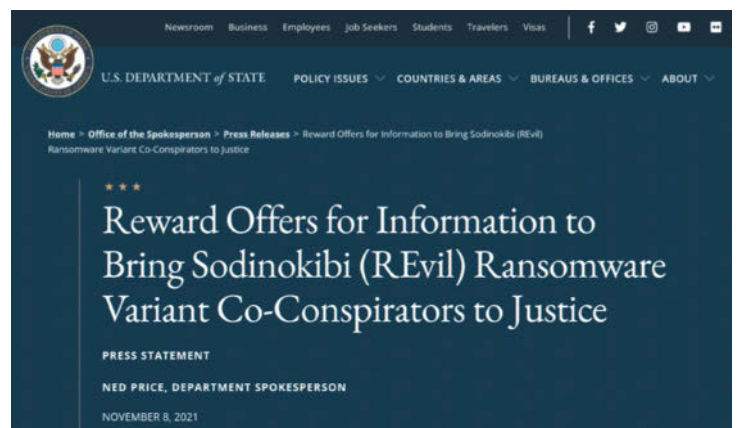 Newsroom Business Employees Job Seekers Students Travelers Visas
U.S. DEPARTMENT of STATE POLICY ISSUES COUNTRIES & AREAS BUREAUS & OFFICES ABOUT
Home > Office of the Spokesperson > Press Releases > Reward Offers for Information to Bring Sodinokibi (REvil)
Ransomware Variant Co-Conspirators to Justice
Reward Offers for Information to
Bring Sodinokibi (REvil) Ransomware
Variant Co-Conspirators to Justice
PRESS STATEMENT
NED PRICE, DEPARTMENT SPOKESPERSON
NOVEMBER 8, 2021